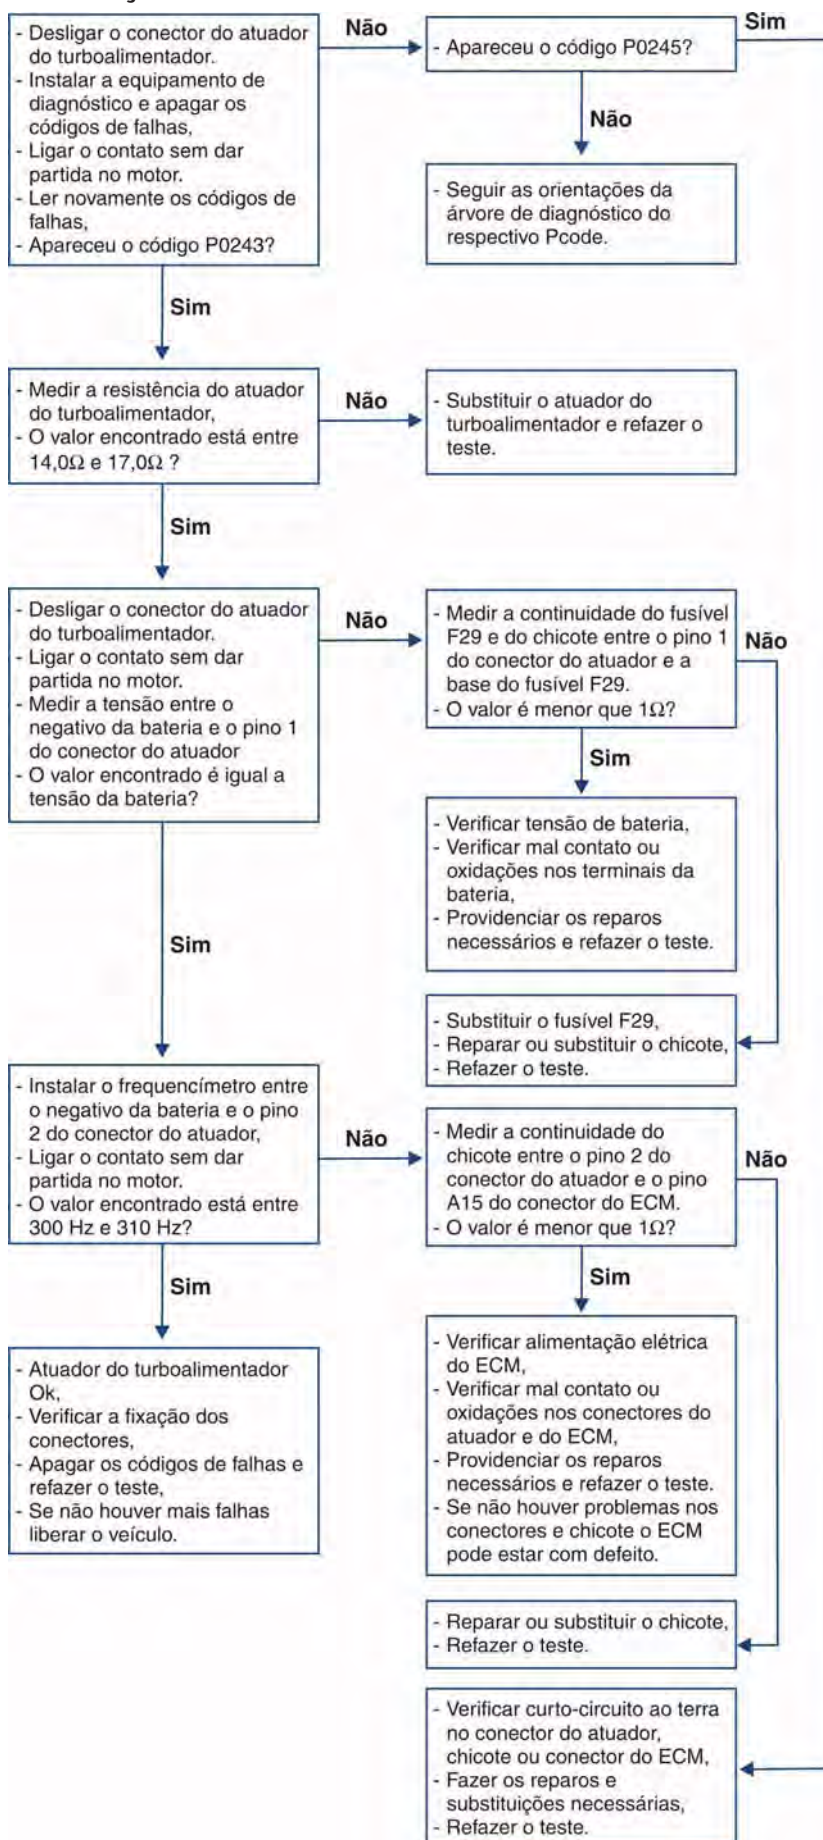 - Desligar o conector do atuador
do turboalimentador.
- Instalar a equipamento de
diagnóstico e apagar os
códigos de falhas,
- Ligar o contato sem dar
partida no motor.
- Ler novamente os códigos de
falhas,
- Apareceu o código P0243?
Não
- Apareceu o código P0245?
Sim
Não
- Seguir as orientações da
árvore de diagnóstico do
respectivo Pcode.
Sim
- Medir a resistência do atuador
do turboalimentador,
- O valor encontrado está entre
14,0Ω e 17,0Ω ?
Não
- Substituir o atuador do
turboalimentador e refazer o
teste.
Sim
- Desligar o conector do atuador
do turboalimentador.
- Ligar o contato sem dar
partida no motor.
- Medir a tensão entre o
negativo da bateria e o pino 1
do conector do atuador
- O valor encontrado é igual a
tensão da bateria?
Não
- Medir a continuidade do fusível
F29 e do chicote entre o pino 1
do conector do atuador e a
base do fusível F29.
- O valor é menor que 1Ω?
Não
Sim
- Verificar tensão de bateria,
- Verificar mal contato ou
oxidações nos terminais da
bateria,
- Providenciar os reparos
necessários e refazer o teste.
Sim
- Substituir o fusível F29,
- Reparar ou substituir o chicote,
- Refazer o teste.
- Instalar o frequencímetro entre
o negativo da bateria e o pino
2 do conector do atuador,
- Ligar o contato sem dar
partida no motor.
- O valor encontrado está entre
300 Hz e 310 Hz?
Não
- Medir a continuidade do
chicote entre o pino 2 do
conector do atuador e o pino
A15 do conector do ECM.
- O valor é menor que 1Ω?
Não
Sim
Sim
- Atuador do turboalimentador
Ok,
- Verificar a fixação dos
conectores,
- Apagar os códigos de falhas e
refazer o teste,
- Se não houver mais falhas
liberar o veículo.
- Verificar alimentação elétrica
do ECM,
- Verificar mal contato ou
oxidações nos conectores do
atuador e do ECM,
- Providenciar os reparos
necessários e refazer o teste.
- Se não houver problemas nos
conectores e chicote o ECM
pode estar com defeito.
- Reparar ou substituir o chicote,
- Refazer o teste.
- Verificar curto-circuito ao terra
no conector do atuador,
chicote ou conector do ECM,
- Fazer os reparos e
substituições necessárias,
- Refazer o teste.